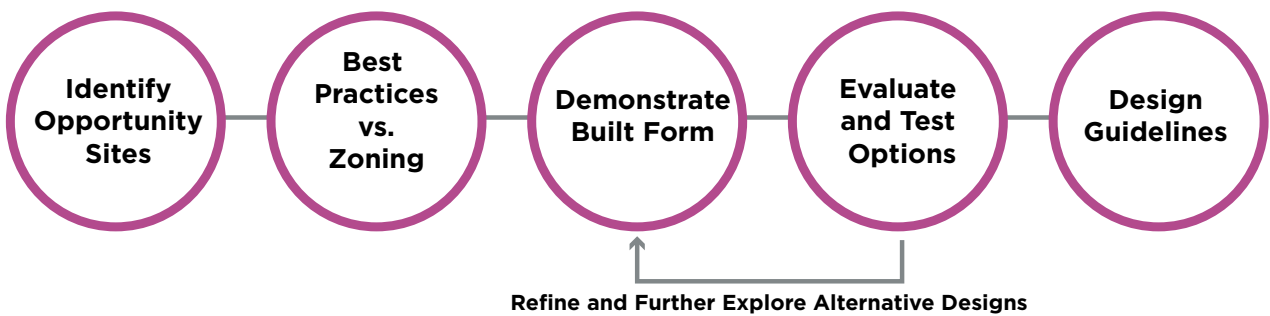 Identify
Opportunity
Sites
Best
Practices
vs.
Zoning
Demonstrate
Built Form
Evaluate
and Test
Options
Design
Guidelines
Refine and Further Explore Alternative Designs